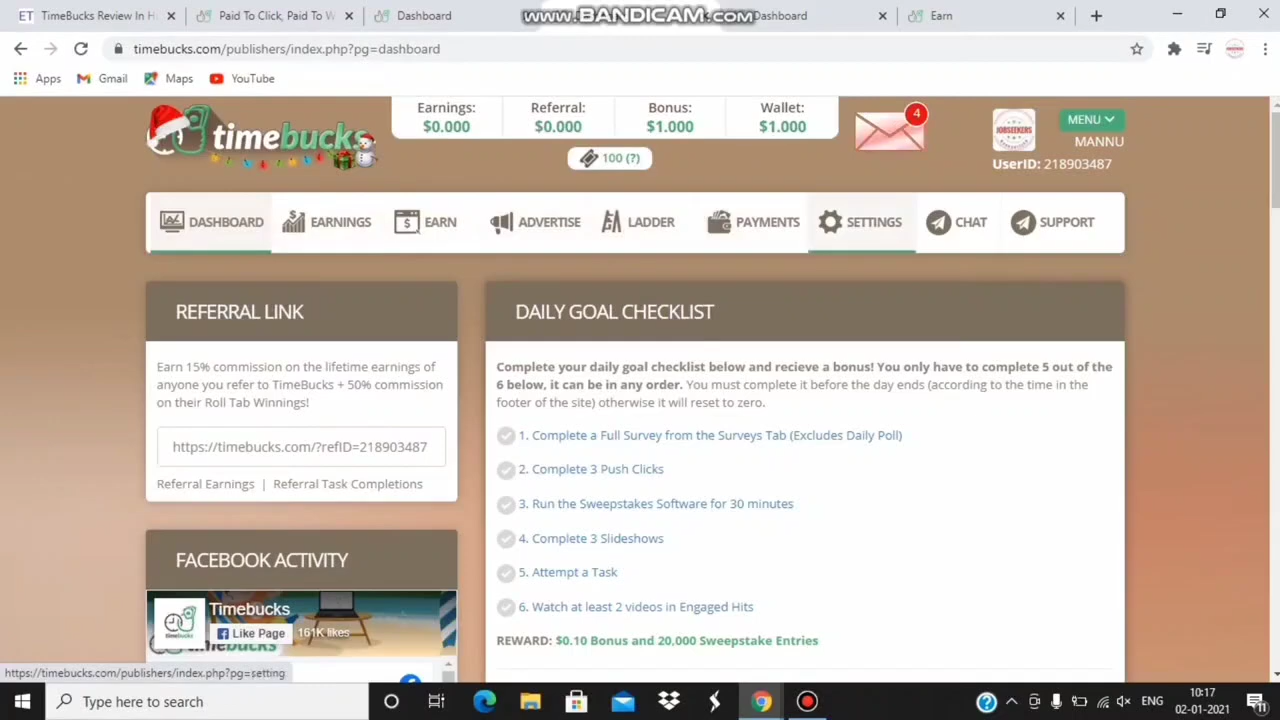 TimeBucks Review In H
Paid To Click, Paid To W
Dashboard
www.BANDICAM.com
Dashboard
Earn
timebucks.com/publishers/index.php?pg=dashboard
Apps
Gmail
Maps
YouTube
timebucks
Earnings:
$0.000
Referral:
$0.000
Bonus:
$1.000
Wallet:
$1.000
100 (?)
4
JOBSEEKERS
MENU
MANNU
UserID: 218903487
DASHBOARD
EARNINGS
EARN
ADVERTISE
LADDER
PAYMENTS
SETTINGS
CHAT
SUPPORT
REFERRAL LINK
Earn 15% commission on the lifetime earnings of
anyone you refer to TimeBucks + 50% commission
on their Roll Tab Winnings!
https://timebucks.com/?refID=218903487
Referral Earnings | Referral Task Completions
FACEBOOK ACTIVITY
Timebucks
Like Page
161K likes
timebucks
DAILY GOAL CHECKLIST
Complete your daily goal checklist below and recieve a bonus! You only have to complete 5 out of the
6 below, it can be in any order. You must complete it before the day ends (according to the time in the
footer of the site) otherwise it will reset to zero.
1. Complete a Full Survey from the Surveys Tab (Excludes Daily Poll)
2. Complete 3 Push Clicks
3. Run the Sweepstakes Software for 30 minutes
4. Complete 3 Slideshows
5. Attempt a Task
6. Watch at least 2 videos in Engaged Hits
REWARD: $0.10 Bonus and 20,000 Sweepstake Entries
https://timebucks.com/publishers/index.php?pg=setting
Type here to search
ENG
10:17
02-01-2021
11